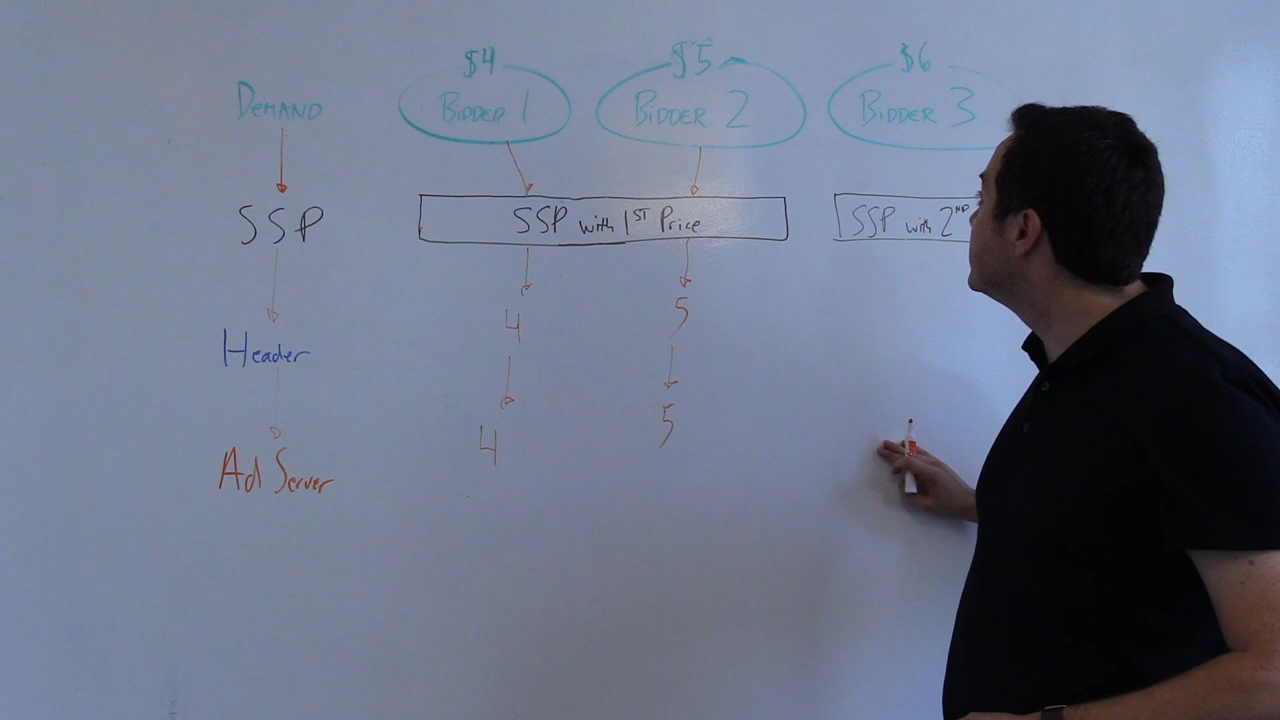 $4 $5 $6
DEMAND BIDDER 1 BIDDER 2 BIDDER 3
SSP SSP with 1ST Price SSP with 2ND
4 5
Header
4 5
Ad Server